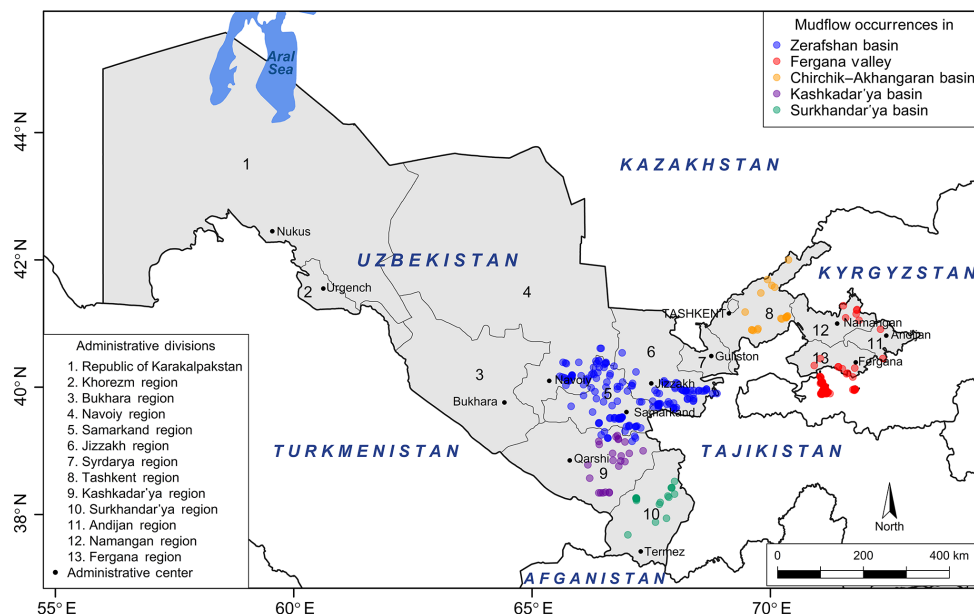 Mudflow occurrences in
Zerafshan basin
Fergana valley
Chirchik–Akhangaran basin
Kashkadar'ya basin
Surkhandar'ya basin
Aral
Sea
44° N
42° N
40° N
38° N
KAZAKHSTAN
UZBEKISTAN
KYRGYZSTAN
TURKMENISTAN
TAJIKISTAN
AFGANISTAN
1
Nukus
2
Urgench
4
TASHKENT
8
12
Namangan
11
Andijan
13
Fergana
6
7
Guliston
3
Navoiy
5
Jizzakh
Bukhara
Samarkand
Qarshi
9
10
Termez
Administrative divisions
1. Republic of Karakalpakstan
2. Khorezm region
3. Bukhara region
4. Navoiy region
5. Samarkand region
6. Jizzakh region
7. Syrdarya region
8. Tashkent region
9. Kashkadar'ya region
10. Surkhandar'ya region
11. Andijan region
12. Namangan region
13. Fergana region
Administrative center
North
0 200 400 km
55° E 60° E 65° E 70° E